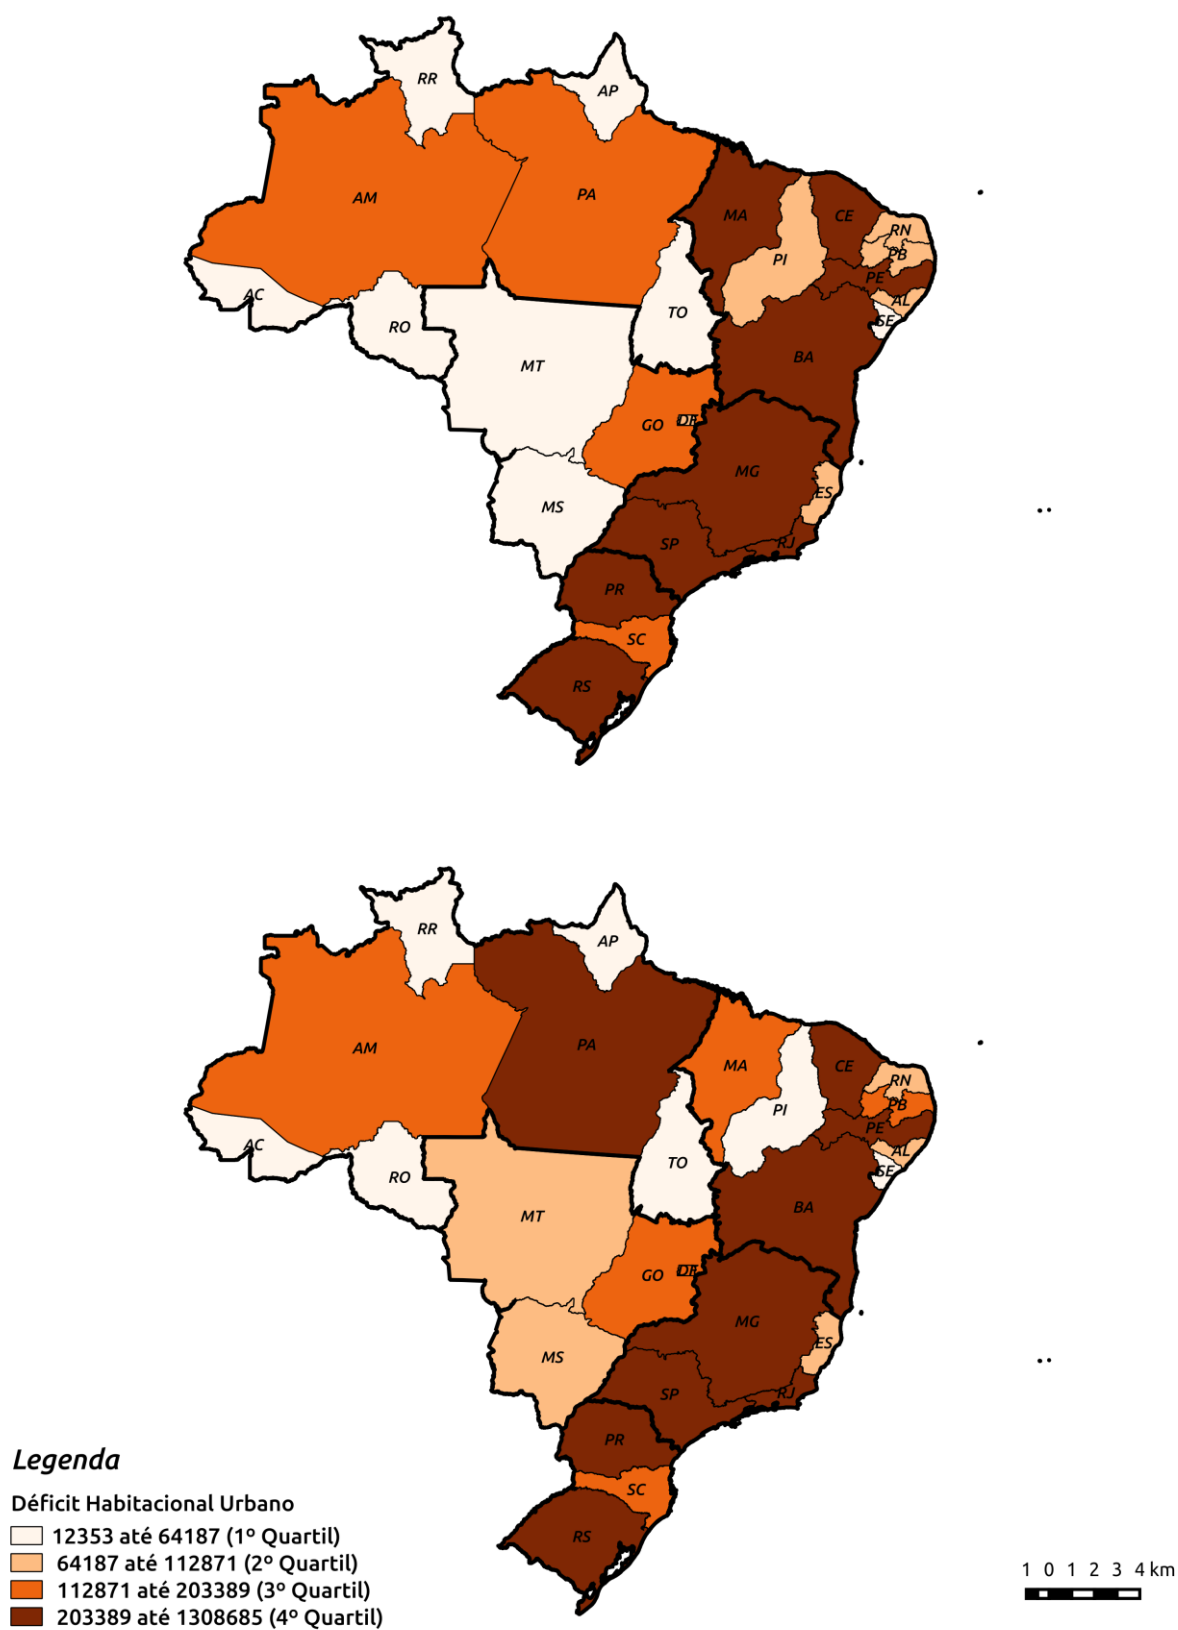 RR
AP
AM
PA
MA
CE
RN
PB
PI
PE
AL
SE
AC
RO
TO
MT
BA
GO
DF
MG
MS
ES
SP
RJ
PR
SC
RS
RR
AP
AM
PA
MA
CE
RN
PB
PI
PE
AL
SE
AC
RO
TO
MT
BA
GO
DF
MG
MS
ES
SP
RJ
PR
SC
RS
Legenda
Déficit Habitacional Urbano
12353 até 64187 (1º Quartil)
64187 até 112871 (2º Quartil)
112871 até 203389 (3º Quartil)
203389 até 1308685 (4º Quartil)
1 0 1 2 3 4 km